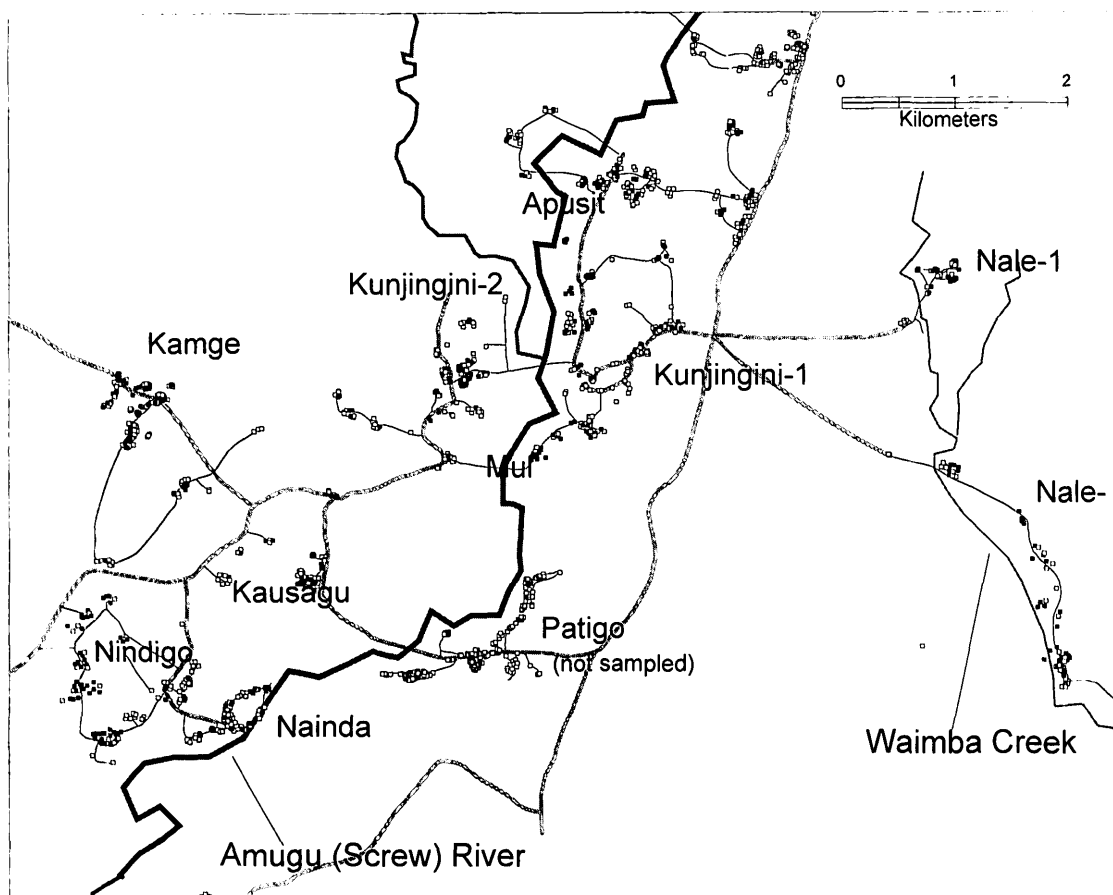 0 1 2
Kilometers
Apusit
Nale-1
Kunjingini-2
Kamge
Kunjingini-1
Mul
Nale-
Kausagu
Patigo
(not sampled)
Nindigo
Nainda
Waimba Creek
Amugu (Screw) River